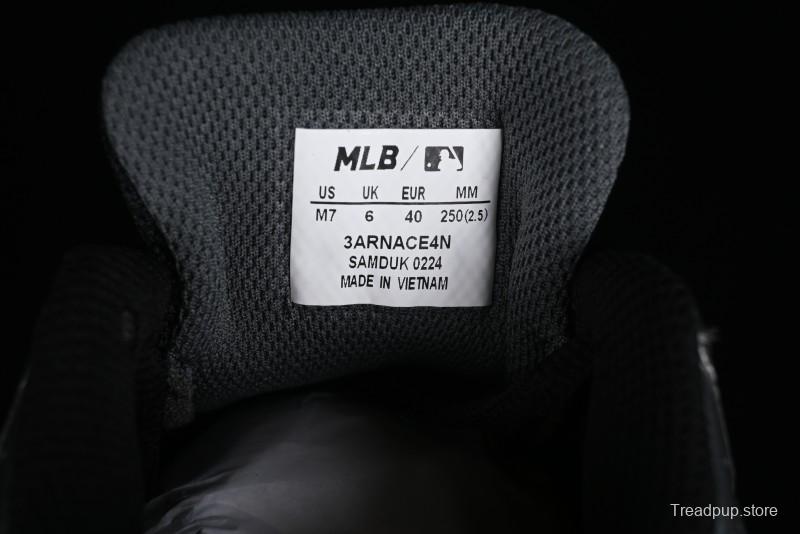 MLB /
US UK EUR MM
M7 6 40 250(2.5)
3ARNACE4N
SAMDUK 0224
MADE IN VIETNAM
Treadpup.store